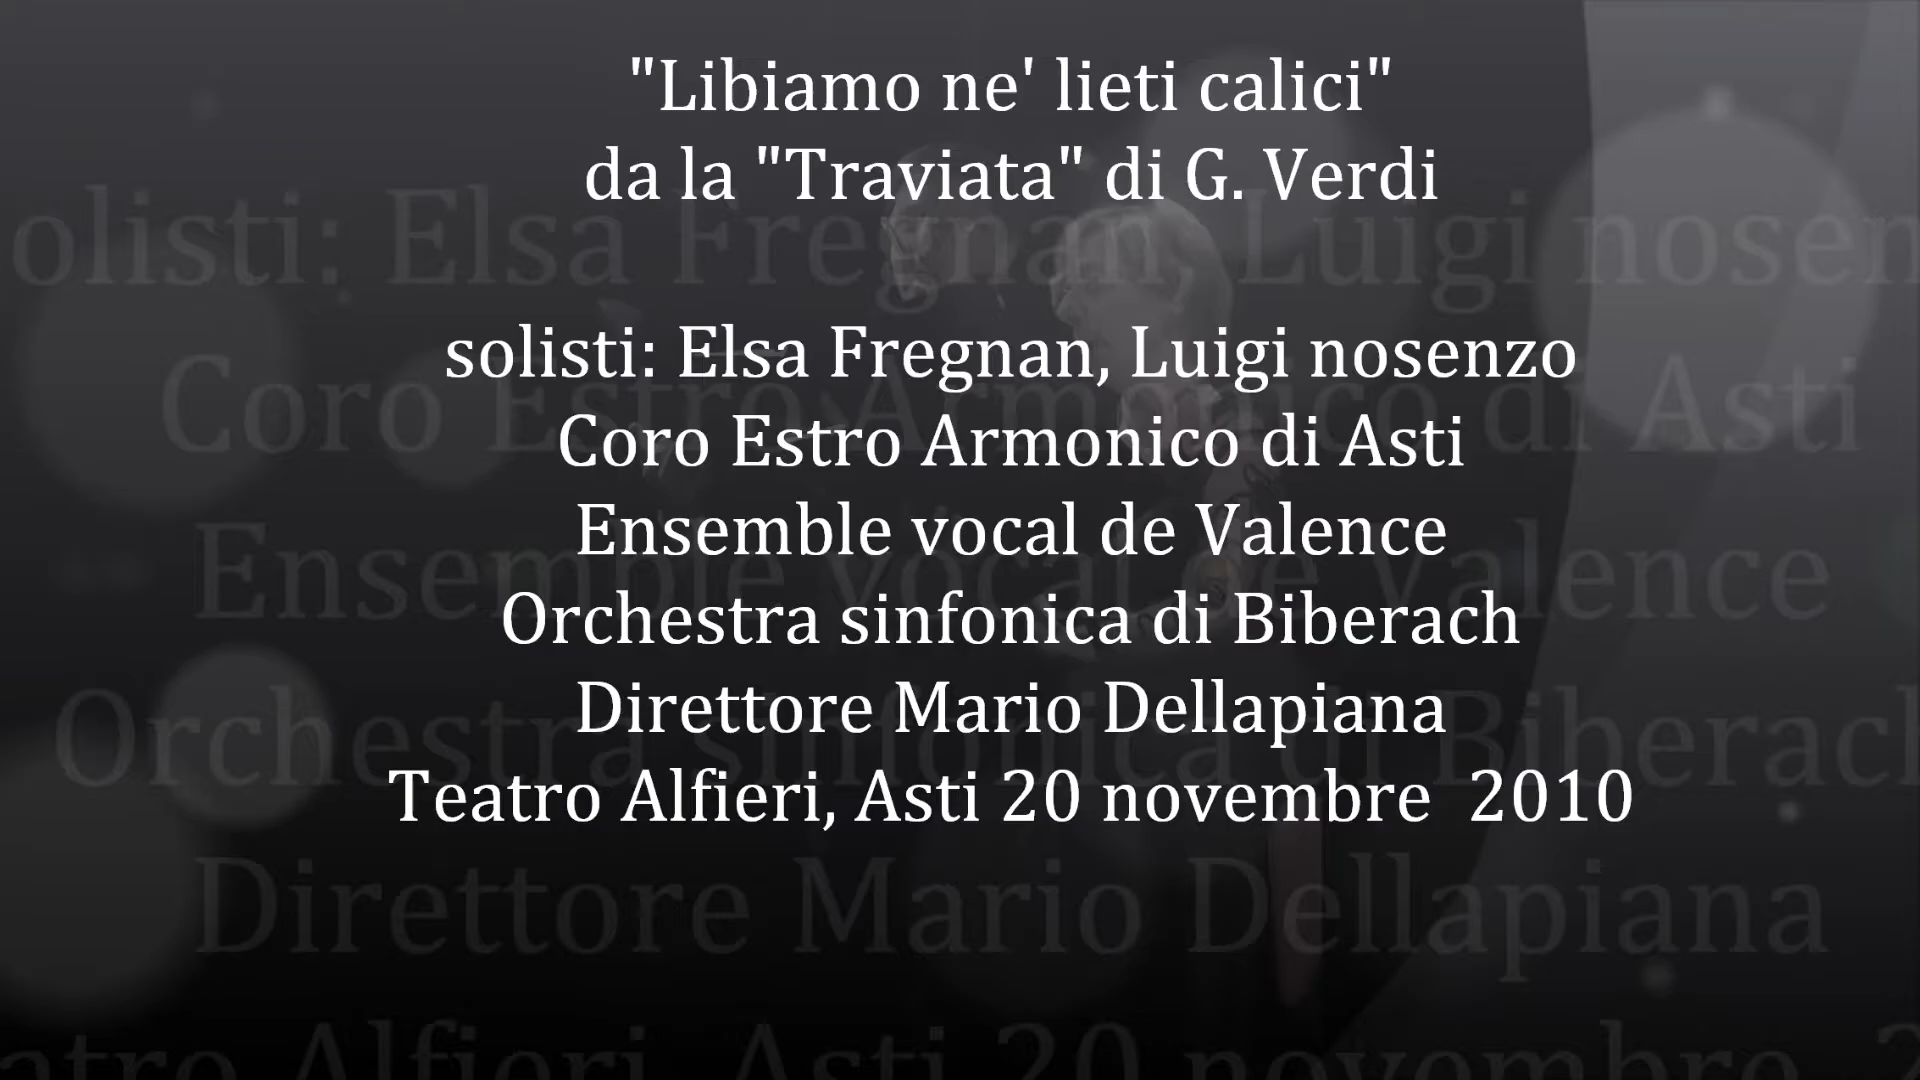 "Libiamo ne' lieti calici"
da la "Traviata" di G. Verdi
solisti: Elsa Fregnan, Luigi nosenzo
Coro Estro Armonico di Asti
Ensemble vocal de Valence
Orchestra sinfonica di Biberach
Direttore Mario Dellapiana
Teatro Alfieri, Asti 20 novembre  2010